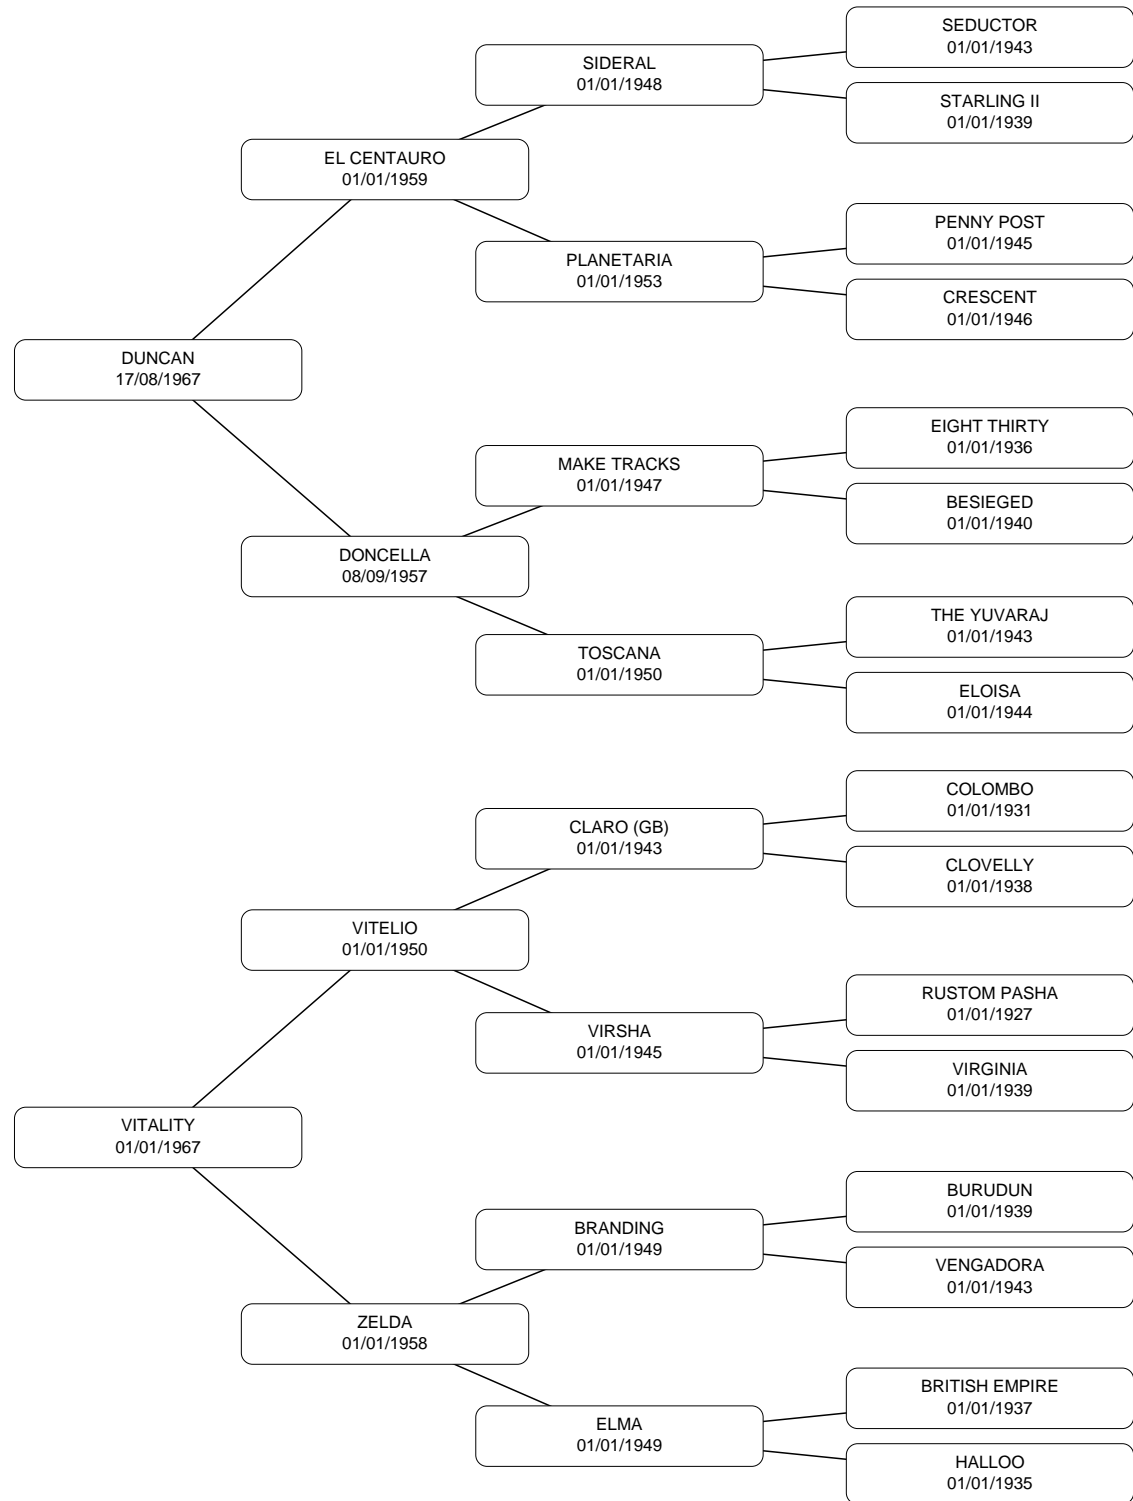 SEDUCTOR
01/01/1943
SIDERAL
01/01/1948
STARLING II
01/01/1939
EL CENTAURO
01/01/1959
PENNY POST
01/01/1945
PLANETARIA
01/01/1953
CRESCENT
01/01/1946
DUNCAN
17/08/1967
EIGHT THIRTY
01/01/1936
MAKE TRACKS
01/01/1947
BESIEGED
01/01/1940
DONCELLA
08/09/1957
THE YUVARAJ
01/01/1943
TOSCANA
01/01/1950
ELOISA
01/01/1944
COLOMBO
01/01/1931
CLARO (GB)
01/01/1943
CLOVELLY
01/01/1938
VITELIO
01/01/1950
RUSTOM PASHA
01/01/1927
VIRSHA
01/01/1945
VIRGINIA
01/01/1939
VITALITY
01/01/1967
BURUDUN
01/01/1939
BRANDING
01/01/1949
VENGADORA
01/01/1943
ZELDA
01/01/1958
BRITISH EMPIRE
01/01/1937
ELMA
01/01/1949
HALLOO
01/01/1935